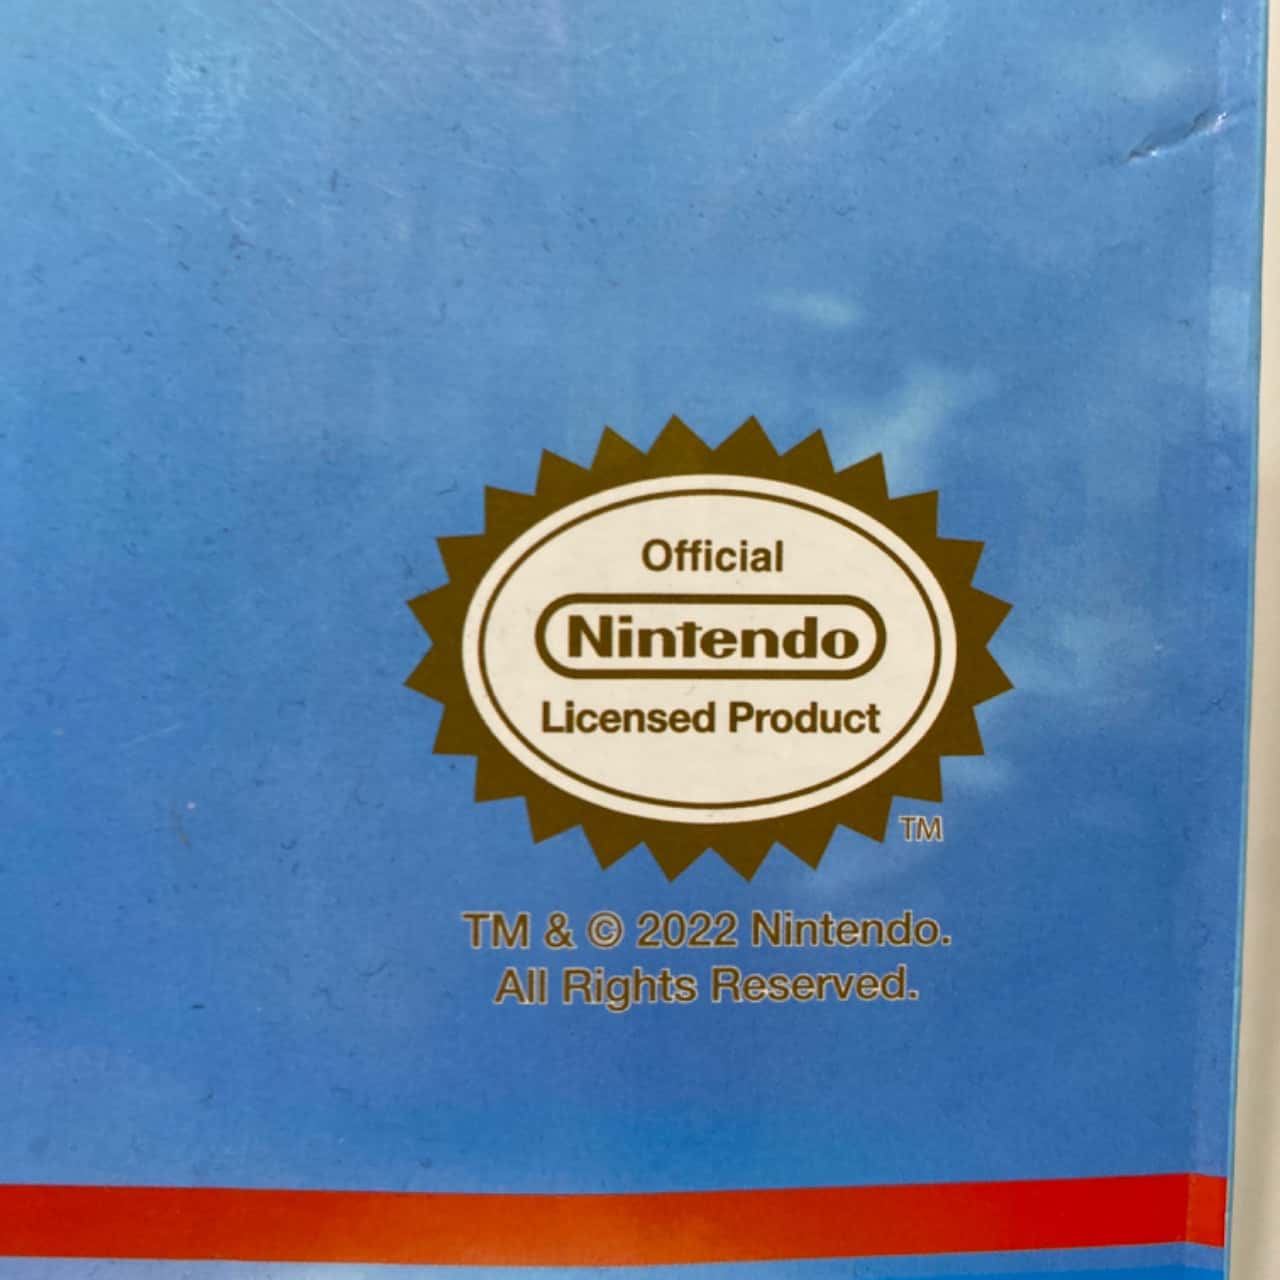 Official
Nintendo
Licensed Product
TM
TM & © 2022 Nintendo.
All Rights Reserved.